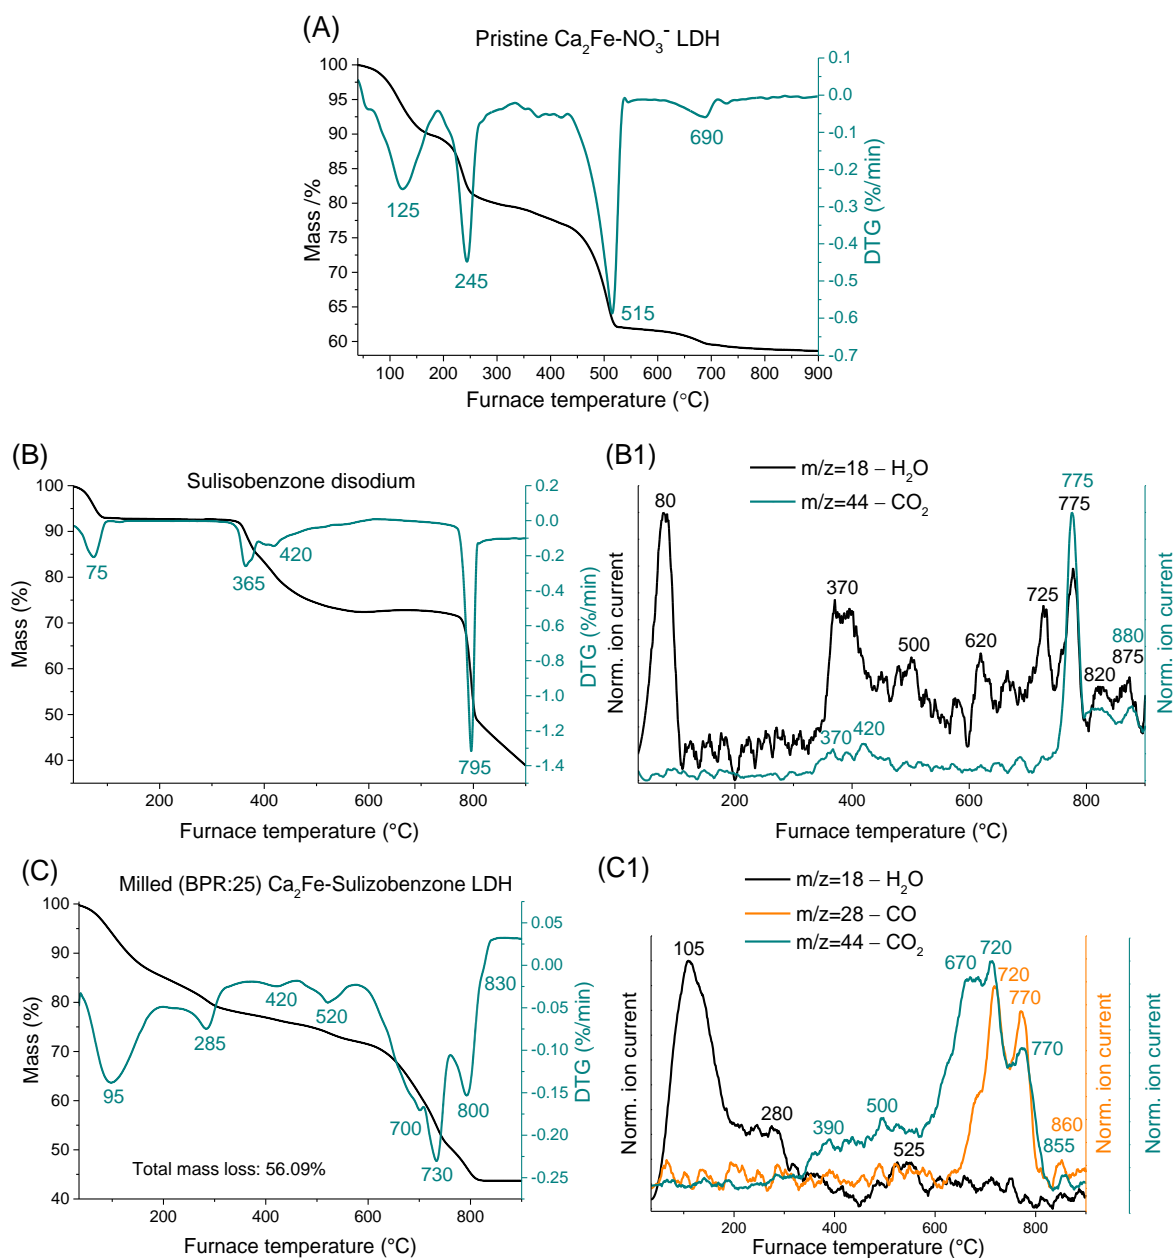 (A)
Pristine Ca₂Fe-NO₃⁻ LDH
100
95
90
85
80
75
70
65
60
Mass /%
0.1
0.0
-0.1
-0.2
-0.3
-0.4
-0.5
-0.6
-0.7
DTG (%/min)
125
245
515
690
100 200 300 400 500 600 700 800 900
Furnace temperature (°C)
(B)
Sulisobenzone disodium
100
90
80
70
60
50
40
Mass (%)
0.2
0.0
-0.2
-0.4
-0.6
-0.8
-1.0
-1.2
-1.4
DTG (%/min)
75
365
420
795
200 400 600 800
Furnace temperature (°C)
(B1)
m/z=18 – H₂O
m/z=44 – CO₂
Norm. ion current
Norm. ion current
80
370
500
620
725
775
775
820
880
875
370
420
200 400 600 800
Furnace temperature (°C)
(C)
Milled (BPR:25) Ca₂Fe-Sulizobenzone LDH
100
90
80
70
60
50
40
Mass (%)
0.05
0.00
-0.05
-0.10
-0.15
-0.20
-0.25
DTG (%/min)
95
285
420
520
700
730
800
830
Total mass loss: 56.09%
200 400 600 800
Furnace temperature (°C)
(C1)
m/z=18 – H₂O
m/z=28 – CO
m/z=44 – CO₂
Norm. ion current
Norm. ion current
Norm. ion current
105
280
525
390
500
670
720
720
770
770
860
855
200 400 600 800
Furnace temperature (°C)